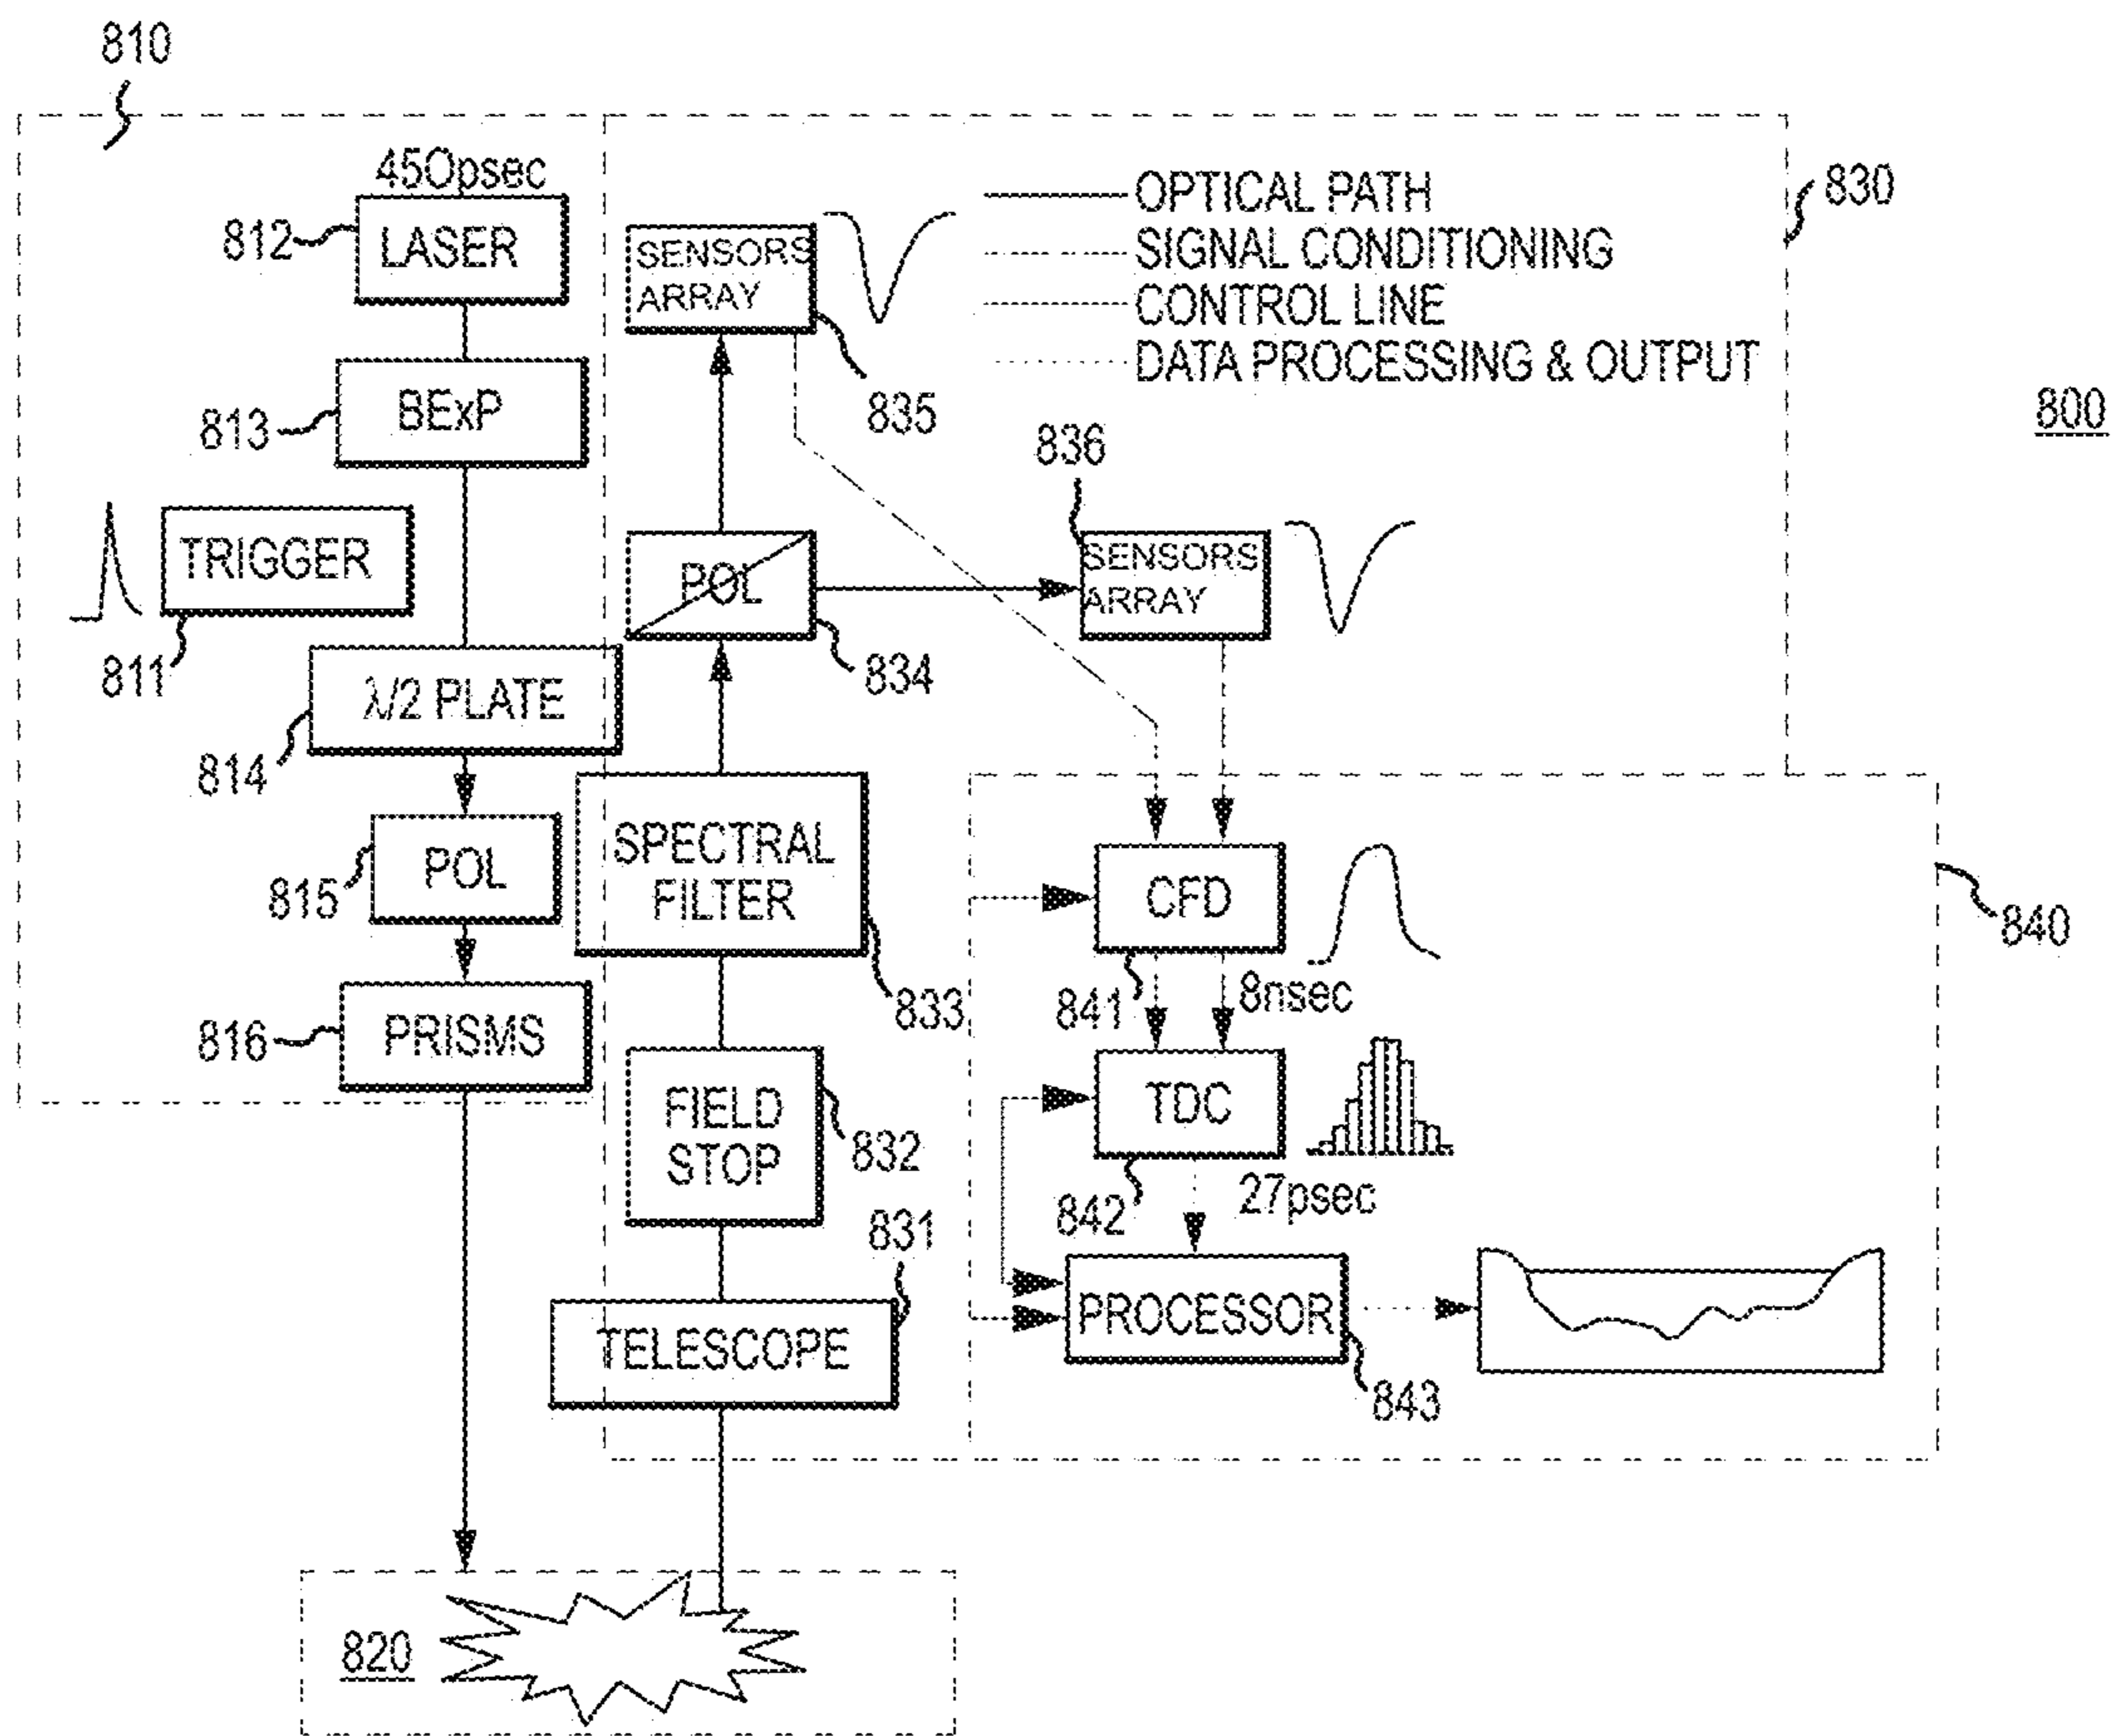 810
45Opsec
812
LASER
813
BExP
TRIGGER
811
λ/2 PLATE
814
POL
815
PRISMS
816
SENSORS
ARRAY
835
OPTICAL PATH
SIGNAL CONDITIONING
CONTROL LINE
DATA PROCESSING & OUTPUT
830
800
836
SENSORS
ARRAY
POL
834
SPECTRAL
FILTER
833
FIELD
STOP
832
831
TELESCOPE
CFD
841
8nsec
840
TDC
842
27psec
PROCESSOR
843
820